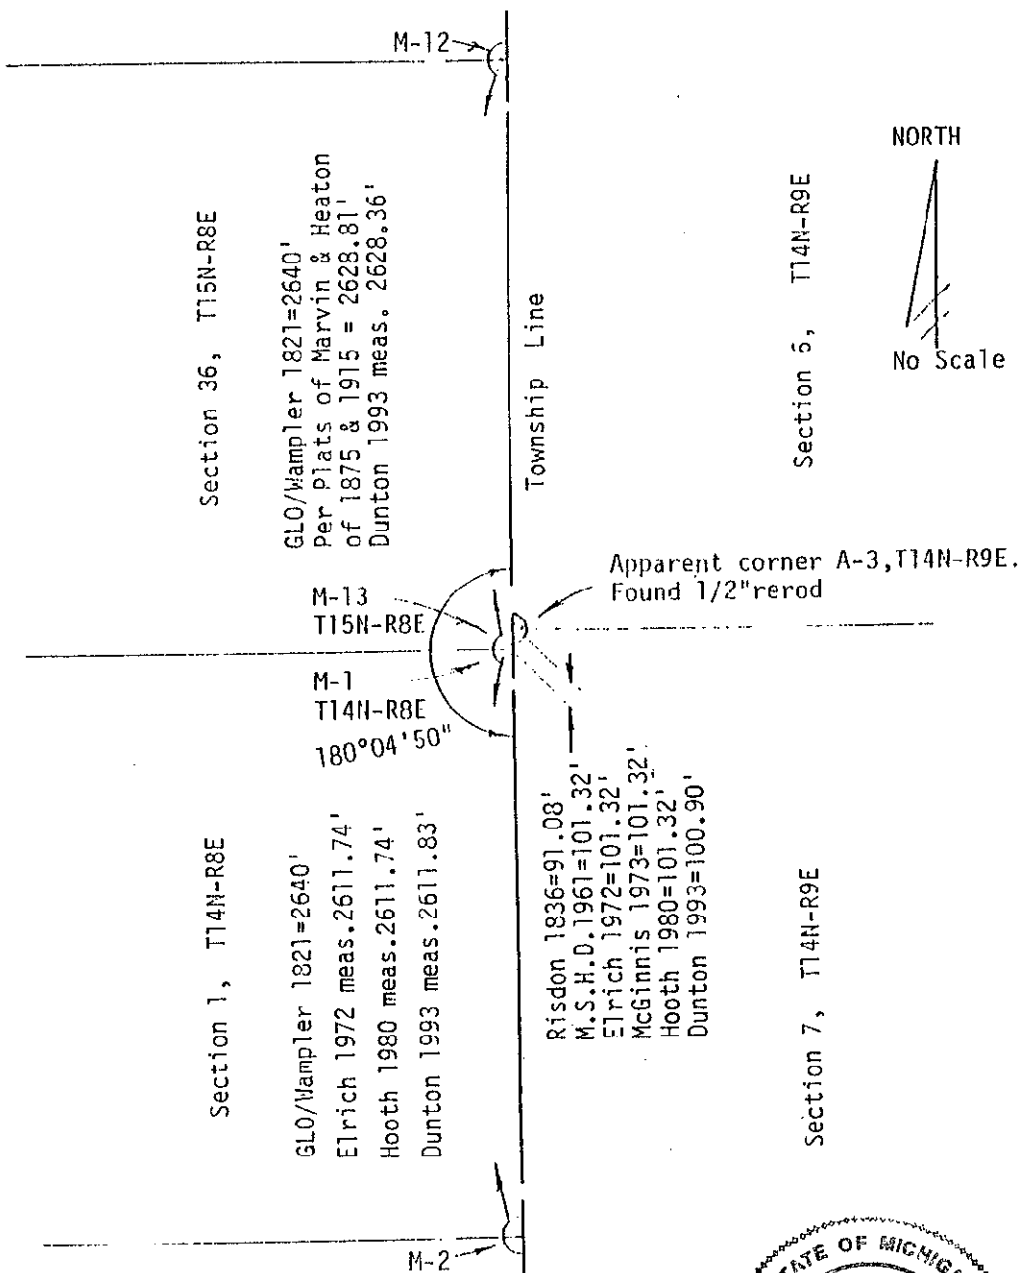 M-12
NORTH
No Scale
Section 36, T15N-R8E
GLO/Wampler 1821=2640'
Per Plats of Marvin & Heaton
of 1875 & 1915 = 2628.81'
Dunton 1993 meas. 2628.36'
Township Line
Section 6, T14N-R9E
Apparent corner A-3,T14N-R9E.
Found 1/2"rerod
M-13
T15N-R8E
M-1
T14N-R8E
180°04'50"
Section 1, T14N-R8E
GLO/Wampler 1821=2640'
Elrich 1972 meas.2611.74'
Hooth 1980 meas.2611.74'
Dunton 1993 meas.2611.83'
Risdon 1836=91.08'
M.S.H.D.1961=101.32'
Elrich 1972=101.32'
McGinnis 1973=101.32'
Hooth 1980=101.32'
Dunton 1993=100.90'
Section 7, T14N-R9E
M-2
STATE OF MICHIGA